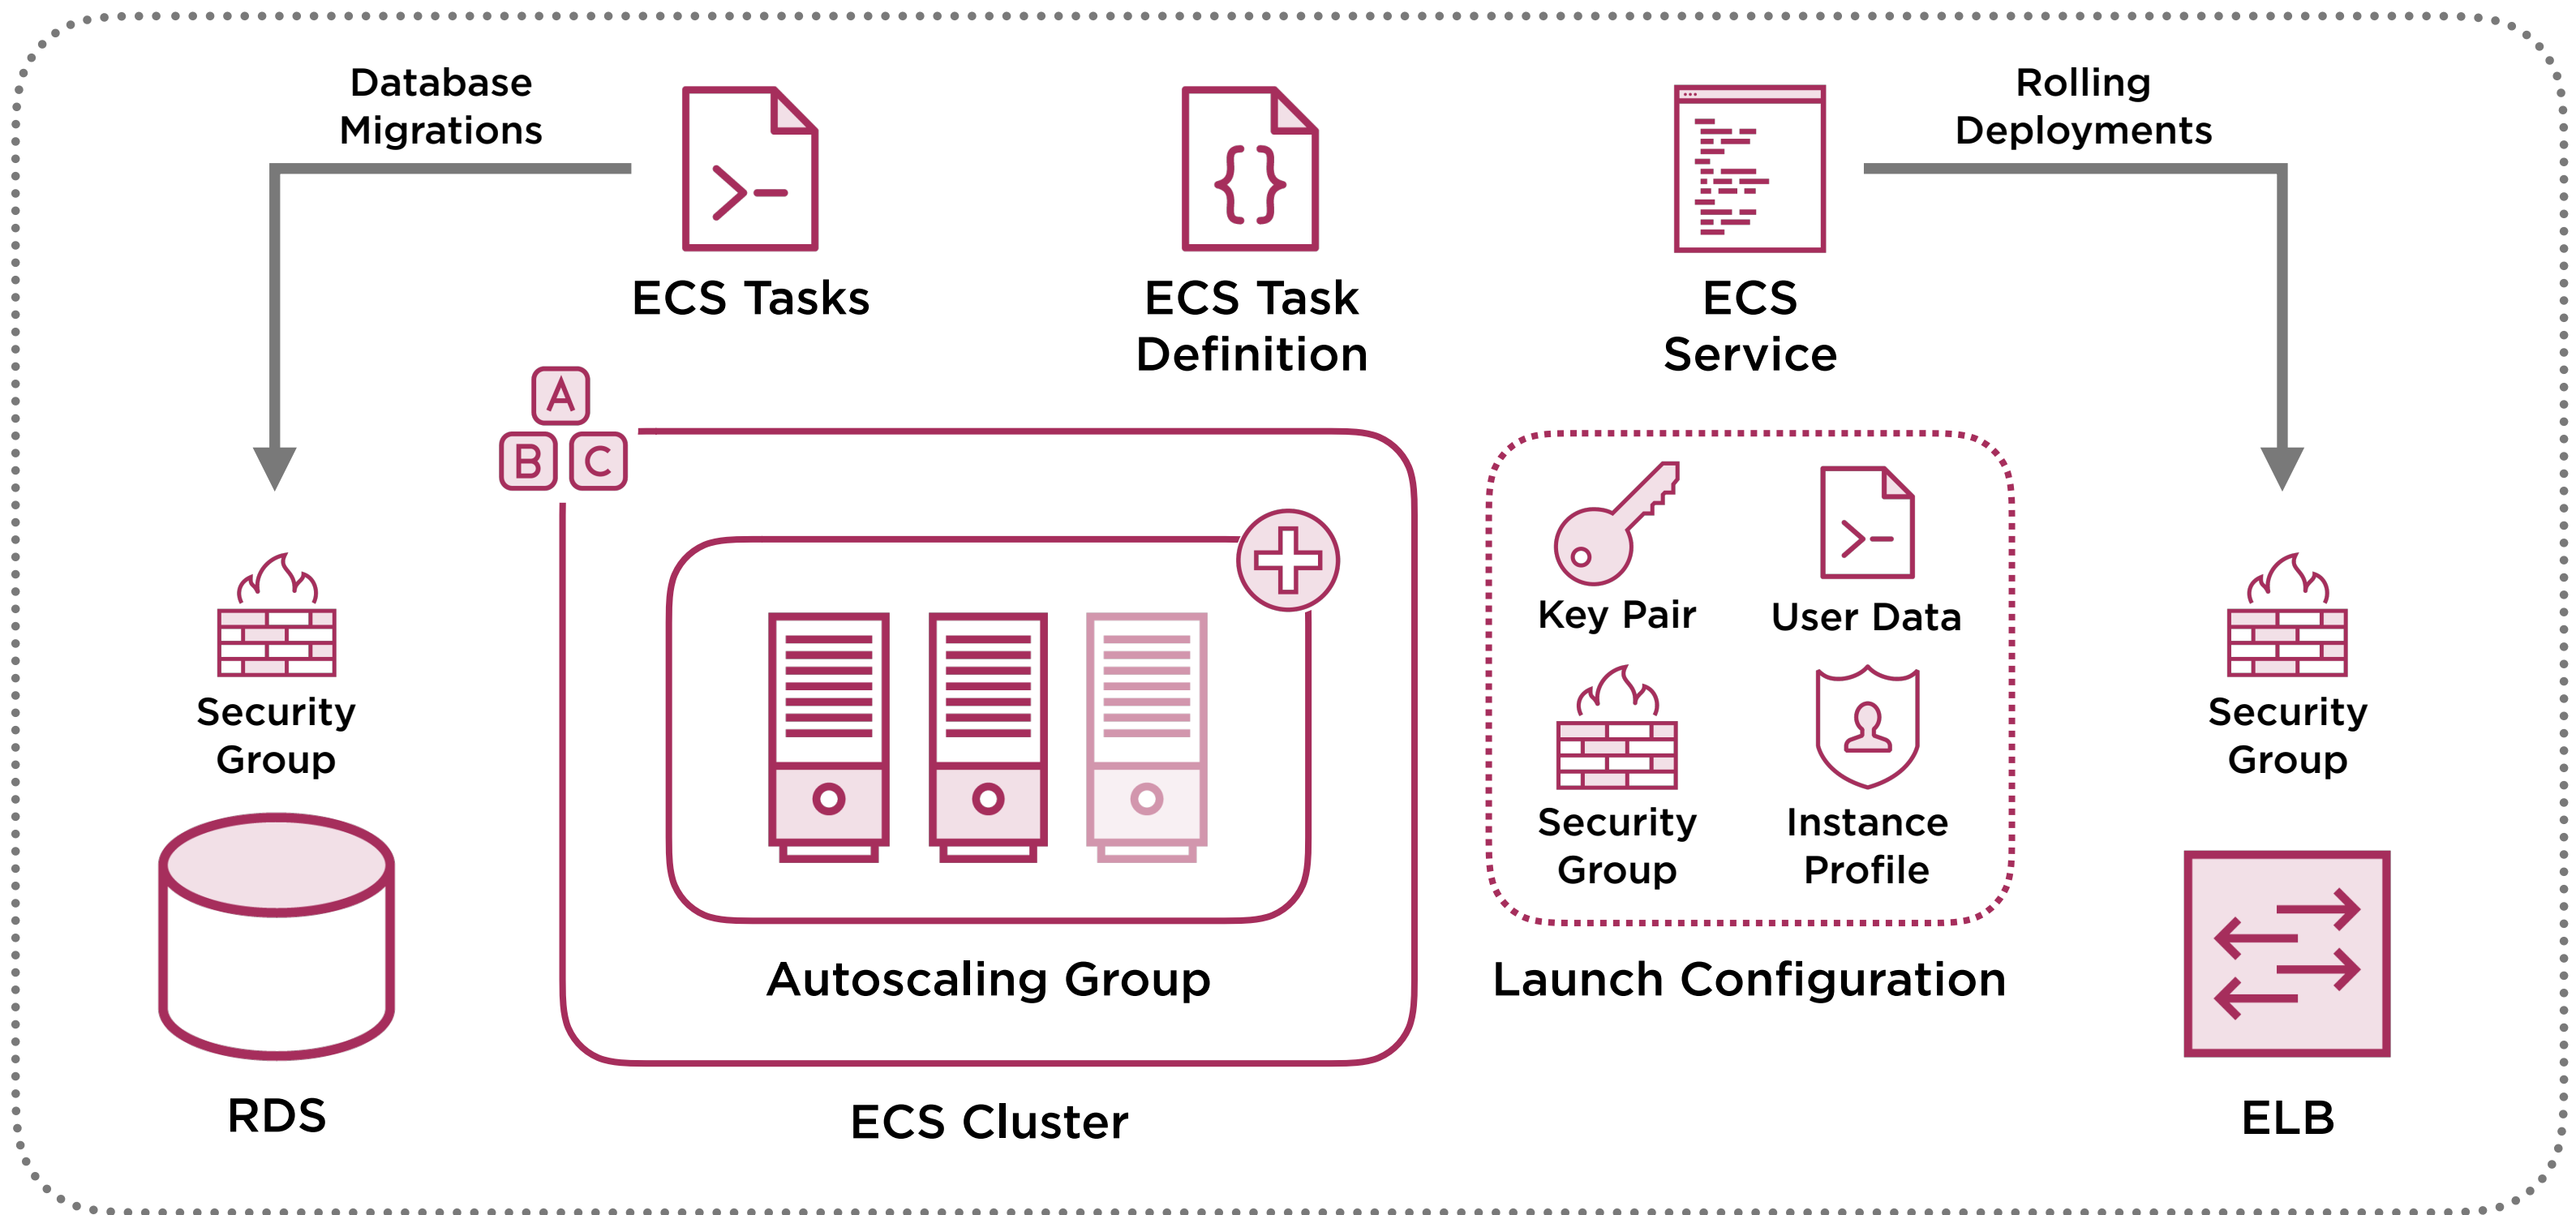 Database
Migrations
ECS Tasks
ECS Task
Definition
ECS
Service
Rolling
Deployments
A
B C
Key Pair
User Data
Security
Group
Instance
Profile
Security
Group
Security
Group
Autoscaling Group
Launch Configuration
RDS
ECS Cluster
ELB